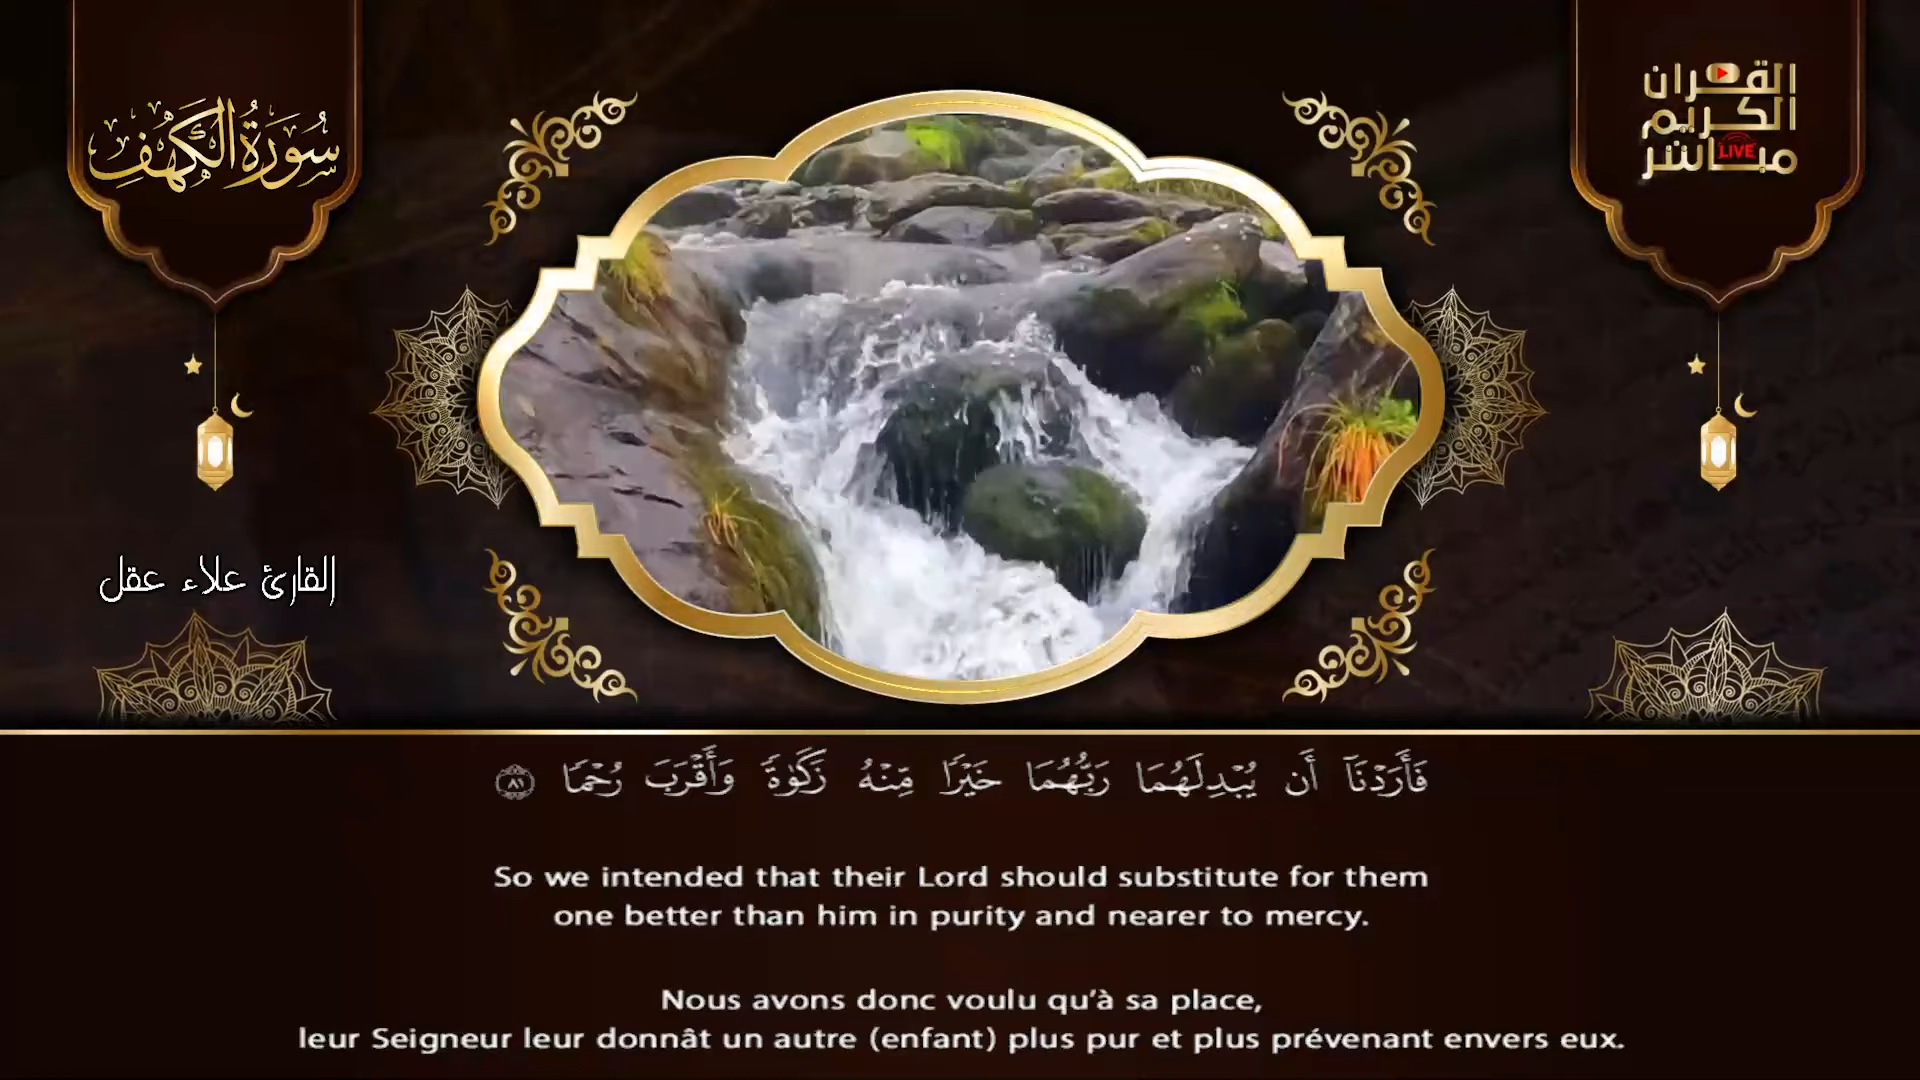 سُورَةُ الكَهْفِ
القرآن
الكريم
مباشر
LIVE
القارئ علاء عقل
فَأَرَدْنَآ أَن يُبْدِلَهُمَا رَبُّهُمَا خَيْرًا مِّنْهُ زَكَوٰةً وَأَقْرَبَ رُحْمًا ٨١
So we intended that their Lord should substitute for them
one better than him in purity and nearer to mercy.
Nous avons donc voulu qu'à sa place,
leur Seigneur leur donnât un autre (enfant) plus pur et plus prévenant envers eux.